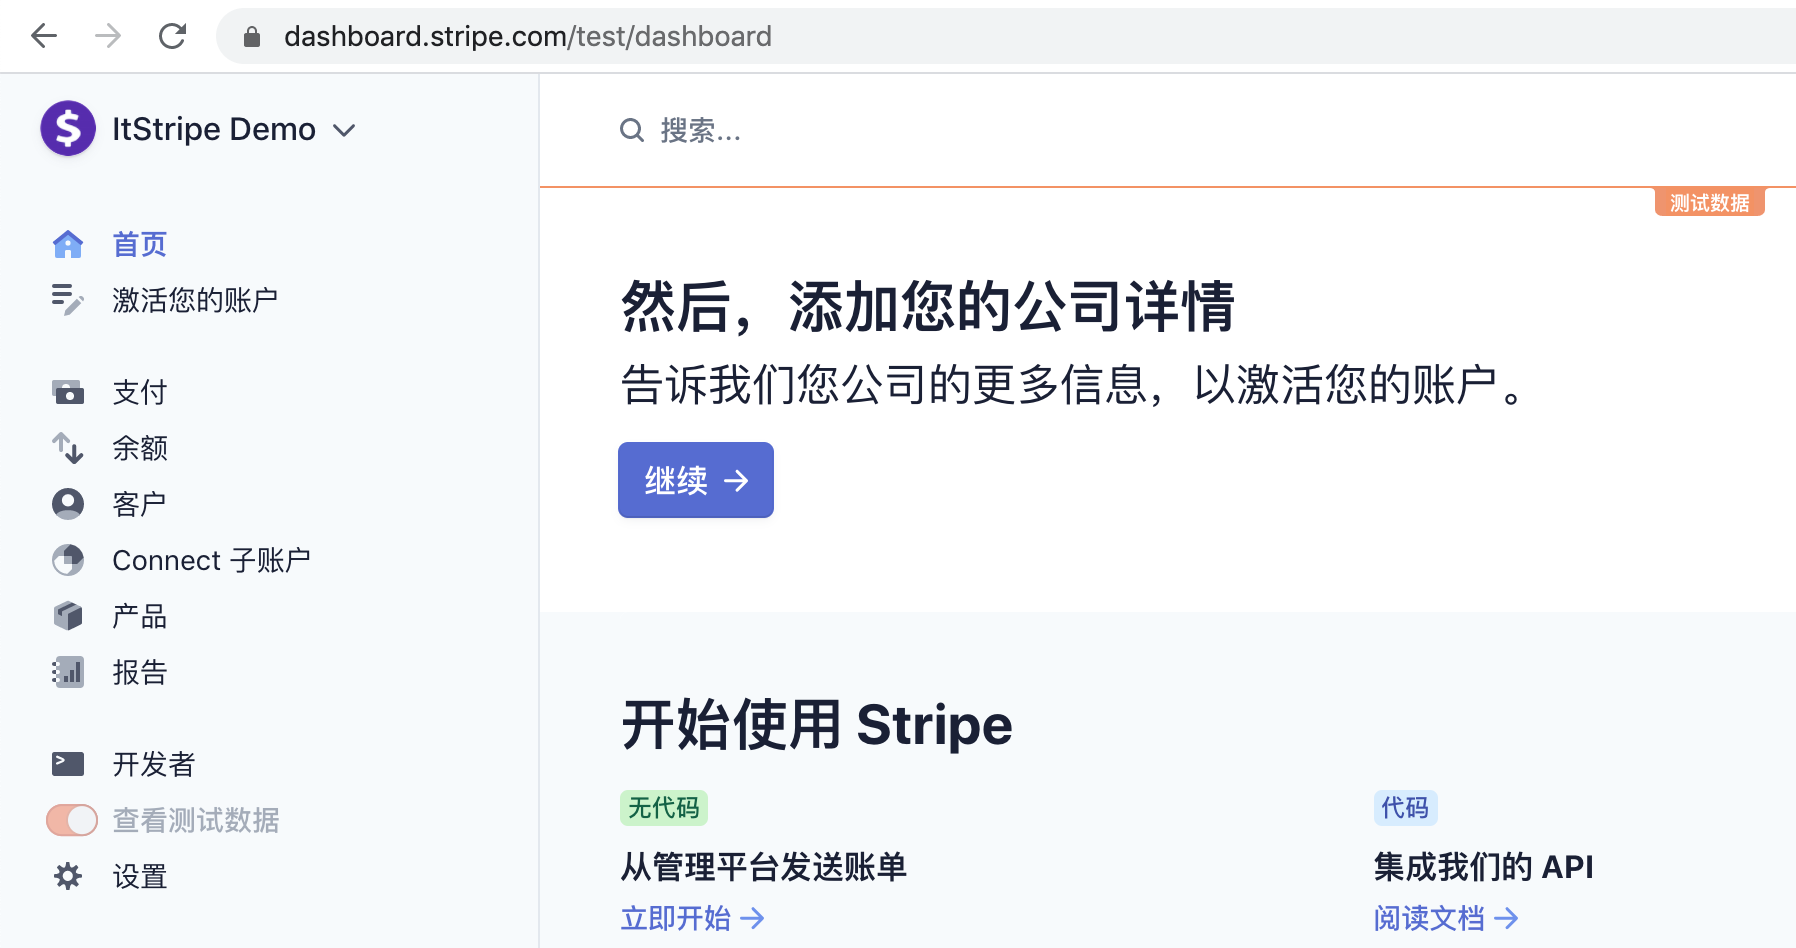 dashboard.stripe.com/test/dashboard
ItStripe Demo
搜索...
测试数据
首页
激活您的账户
支付
余额
客户
Connect 子账户
产品
报告
开发者
查看测试数据
设置
然后，添加您的公司详情
告诉我们您公司的更多信息，以激活您的账户。
继续 →
开始使用 Stripe
无代码
从管理平台发送账单
立即开始 →
代码
集成我们的 API
阅读文档 →